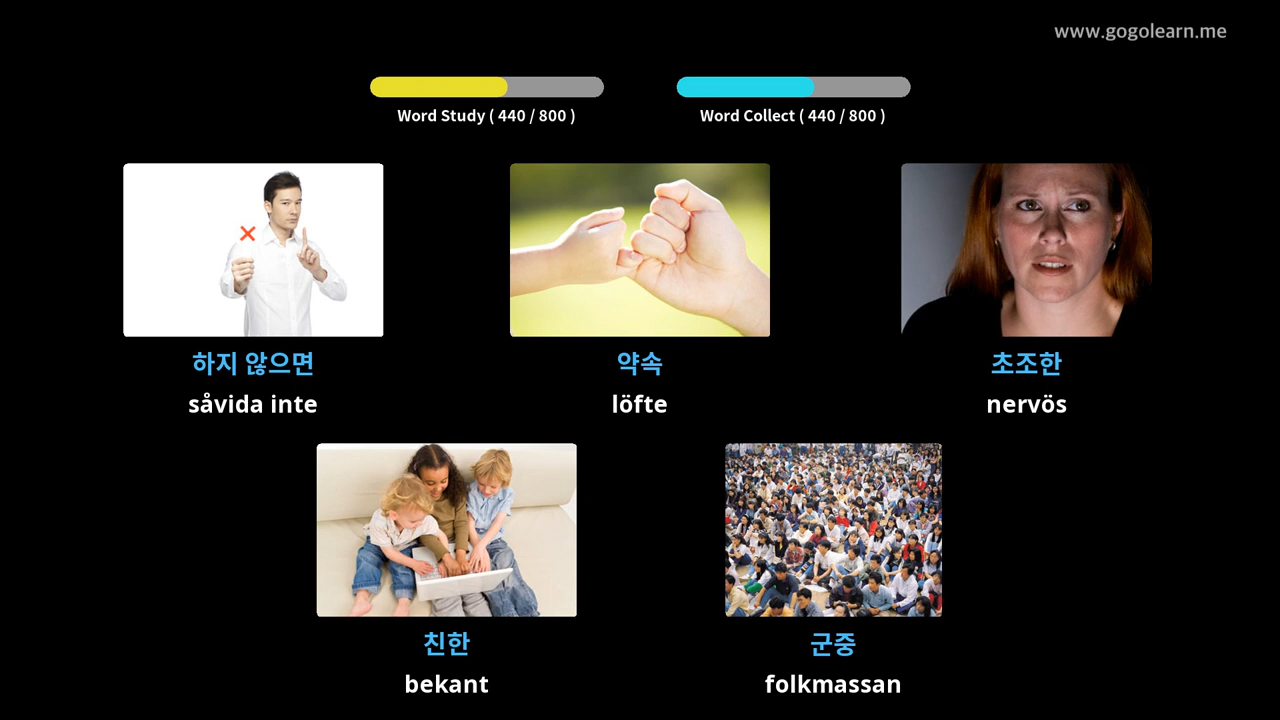 www.gogolearn.me
Word Study ( 440 / 800 )
Word Collect ( 440 / 800 )
하지 않으면
såvida inte
약속
löfte
초조한
nervös
친한
bekant
군중
folkmassan